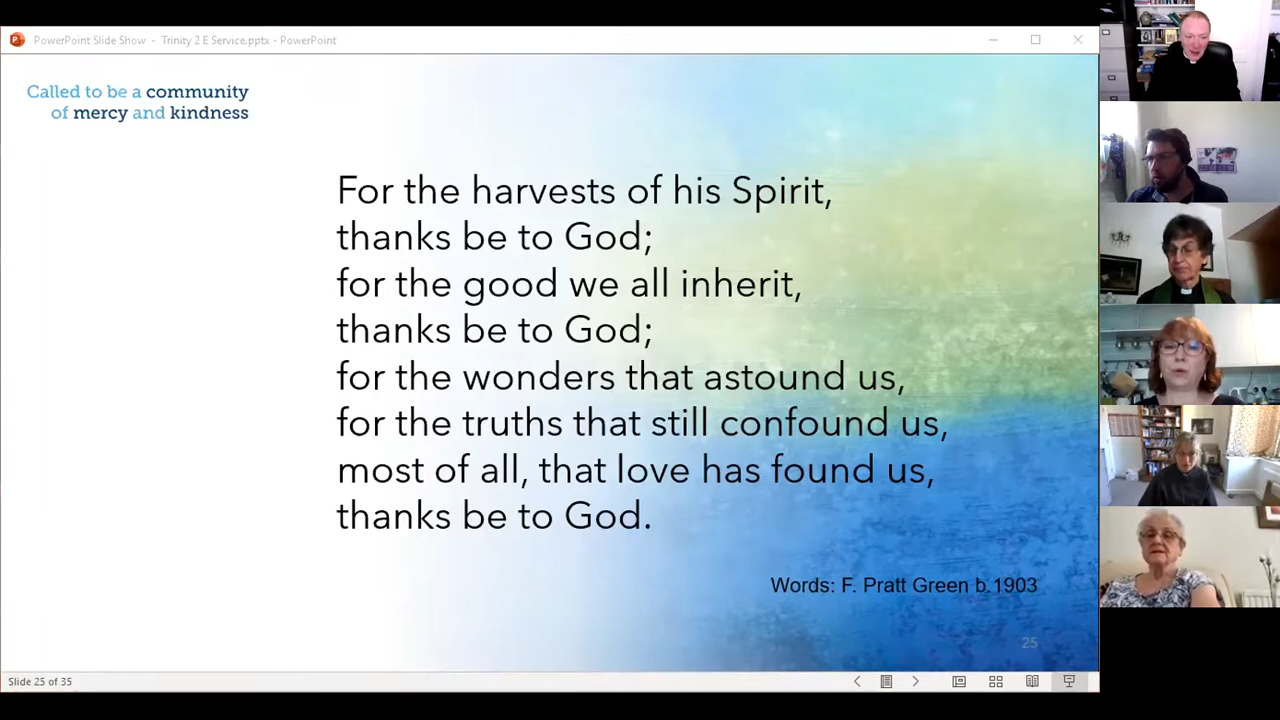 PowerPoint Slide Show - Trinity 2 E Service.pptx - PowerPoint
Called to be a community
of mercy and kindness
For the harvests of his Spirit,
thanks be to God;
for the good we all inherit,
thanks be to God;
for the wonders that astound us,
for the truths that still confound us,
most of all, that love has found us,
thanks be to God.
Words: F. Pratt Green b.1903
25
Slide 25 of 35